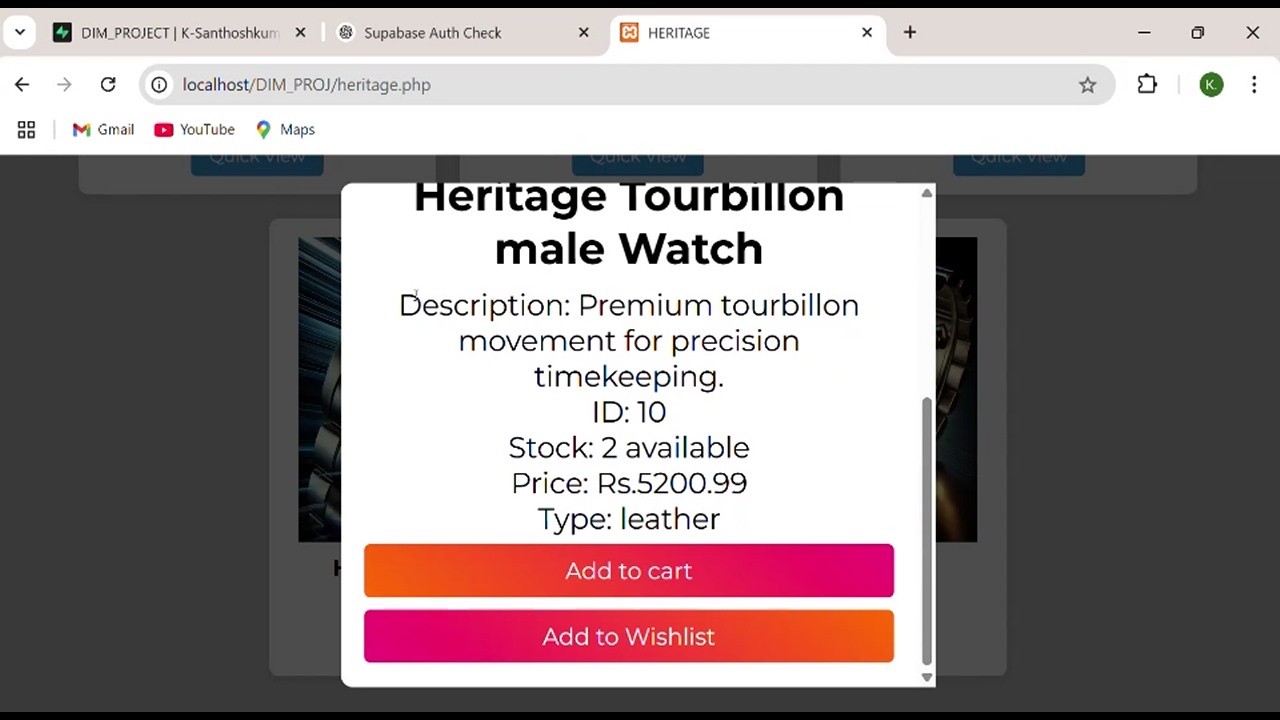 DIM_PROJECT | K-Santhoshkum
Supabase Auth Check
HERITAGE
localhost/DIM_PROJ/heritage.php
K.
Gmail
YouTube
Maps
Quick View
Quick View
Quick View
Heritage Tourbillon
male Watch
Description: Premium tourbillon
movement for precision
timekeeping.
ID: 10
Stock: 2 available
Price: Rs.5200.99
Type: leather
Add to cart
Add to Wishlist